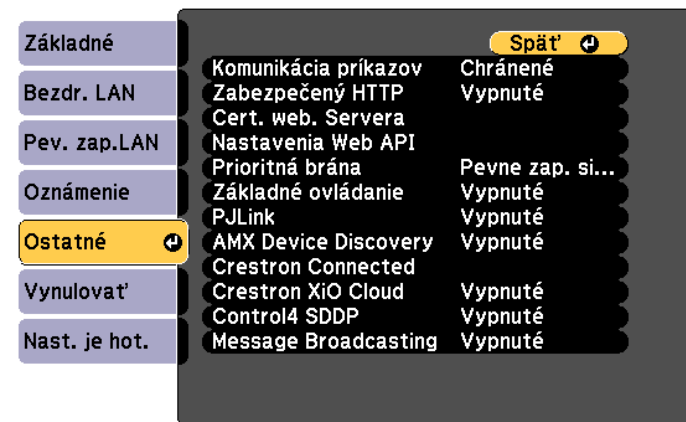 Základné
Bezdr. LAN
Pev. zap.LAN
Oznámenie
Ostatné
Vynulovať
Nast. je hot.
Späť
Komunikácia príkazov Chránené
Zabezpečený HTTP Vypnuté
Cert. web. Servera
Nastavenia Web API
Prioritná brána Pevne zap. si...
Základné ovládanie Vypnuté
PJLink Vypnuté
AMX Device Discovery Vypnuté
Crestron Connected
Crestron XiO Cloud Vypnuté
Control4 SDDP Vypnuté
Message Broadcasting Vypnuté